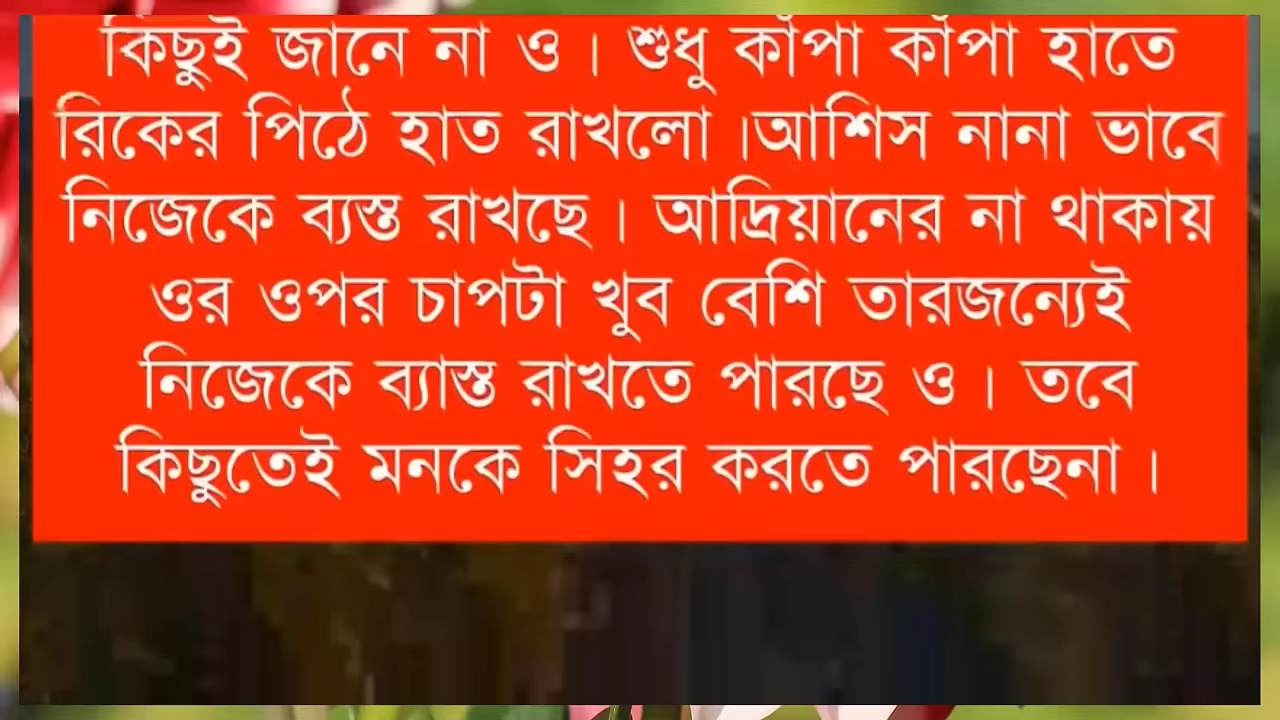 কিছুই জানে না ও । শুধু কাঁপা কাঁপা হাতে
রিকের পিঠে হাত রাখলো ।আশিস নানা ভাবে
নিজেকে ব্যস্ত রাখছে । আদ্রিয়ানের না থাকায়
ওর ওপর চাপটা খুব বেশি তারজন্যেই
নিজেকে ব্যাস্ত রাখতে পারছে ও । তবে
কিছুতেই মনকে সিহর করতে পারছেনা ।